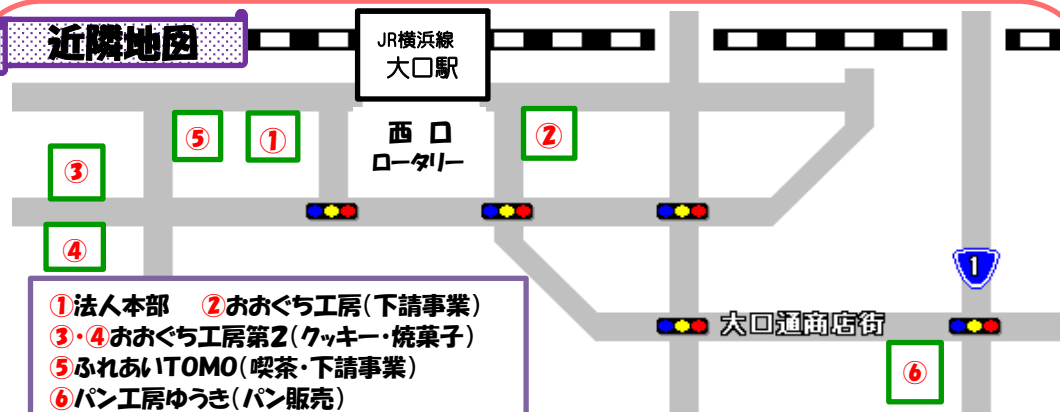 近隣地図
JR横浜線
大口駅
西口
ロータリー
⑤
①
②
③
④
1
大口通商店街
⑥
①法人本部 ②おおぐち工房(下請事業)
③・④おおぐち工房第2(クッキー・焼菓子)
⑤ふれあいTOMO(喫茶・下請事業)
⑥パン工房ゆうき(パン販売)